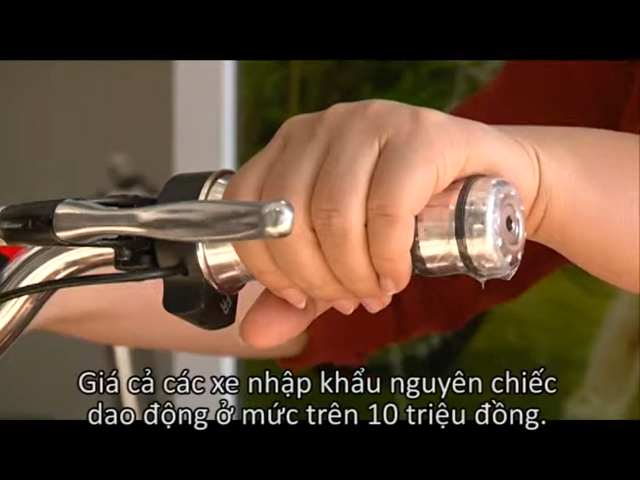 Giá cả các xe nhập khẩu nguyên chiếc
dao động ở mức trên 10 triệu đồng.